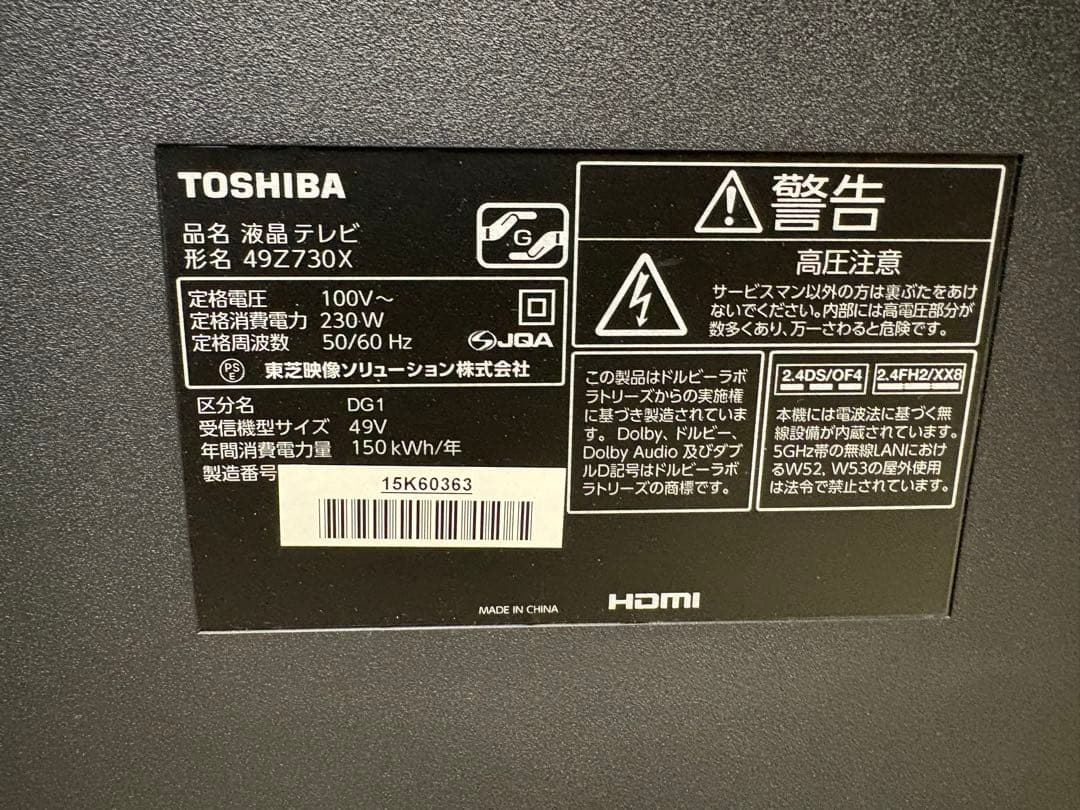 TOSHIBA
品名 液晶テレビ
形名 49Z730X
G
定格電圧 100V～
定格消費電力 230 W
定格周波数 50/60 Hz
JQA
PS
E
東芝映像ソリューション株式会社
区分名 DG1
受信機型サイズ 49V
年間消費電力量 150 kWh/年
製造番号
15K60363
MADE IN CHINA
警告
高圧注意
サービスマン以外の方は裏ぶたをあけ
ないでください。内部には高電圧部分が
数多くあり、万一さわると危険です。
この製品はドルビーラボ
ラトリーズからの実施権
に基づき製造されていま
す。Dolby、ドルビー、
Dolby Audio 及びダブ
ルD記号はドルビーラボ
ラトリーズの商標です。
2.4DS/OF4 2.4FH2/XX8
本機には電波法に基づく無
線設備が内蔵されています。
5GHz帯の無線LANにおけ
るW52、W53の屋外使用
は法令で禁止されています。
HDMI